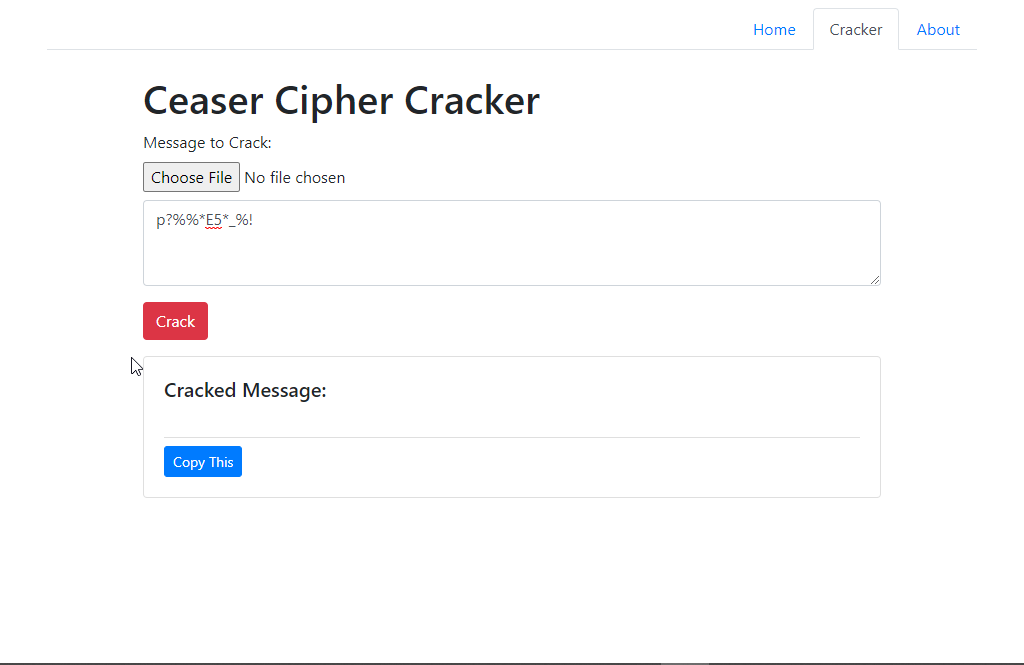 Home Cracker About
Ceaser Cipher Cracker
Message to Crack:
Choose File No file chosen
p?%%*E5*_%!
Crack
Cracked Message:
Copy This